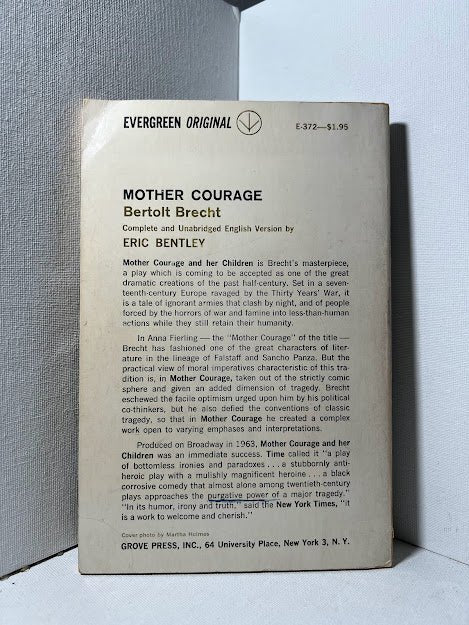 EVERGREEN ORIGINAL
E-372—$1.95
MOTHER COURAGE
Bertolt Brecht
Complete and Unabridged English Version by
ERIC BENTLEY
Mother Courage and her Children is Brecht's masterpiece,
a play which is coming to be accepted as one of the great
dramatic creations of the past half-century. Set in a seven-
teenth-century Europe ravaged by the Thirty Years' War, it
is a tale of ignorant armies that clash by night, and of people
forced by the horrors of war and famine into less-than-human
actions while they still retain their humanity.
In Anna Fierling — the "Mother Courage" of the title —
Brecht has fashioned one of the great characters of liter-
ature in the lineage of Falstaff and Sancho Panza. But the
practical view of moral imperatives characteristic of this tra-
dition is, in Mother Courage, taken out of the strictly comic
sphere and given an added dimension of tragedy. Brecht
eschewed the facile optimism urged upon him by his political
co-thinkers, but he also defied the conventions of classic
tragedy, so that in Mother Courage he created a complex
work open to varying emphases and interpretations.
Produced on Broadway in 1963, Mother Courage and her
Children was an immediate success. Time called it "a play
of bottomless ironies and paradoxes . . . a stubbornly anti-
heroic play with a mulishly magnificent heroine . . . a black
corrosive comedy that almost alone among twentieth-century
plays approaches the purgative power of a major tragedy."
"In its humor, irony and truth," said the New York Times, "it
is a work to welcome and cherish."
Cover photo by Martha Holmes
GROVE PRESS, INC., 64 University Place, New York 3, N. Y.